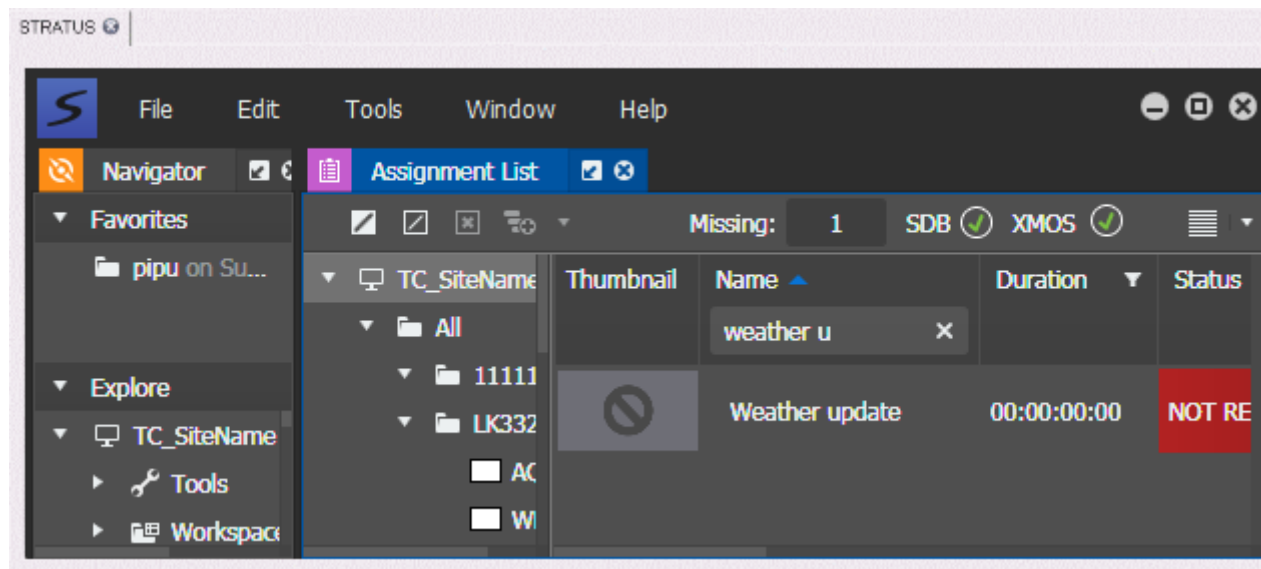 STRATUS
File Edit Tools Window Help
Navigator
Assignment List
Favorites
pipu on Su...
Explore
TC_SiteName
Tools
Workspace
Missing: 1 SDB XMOS
TC_SiteName
All
11111
LK332
AC
WI
Thumbnail Name Duration Status
weather u
Weather update 00:00:00:00 NOT RE